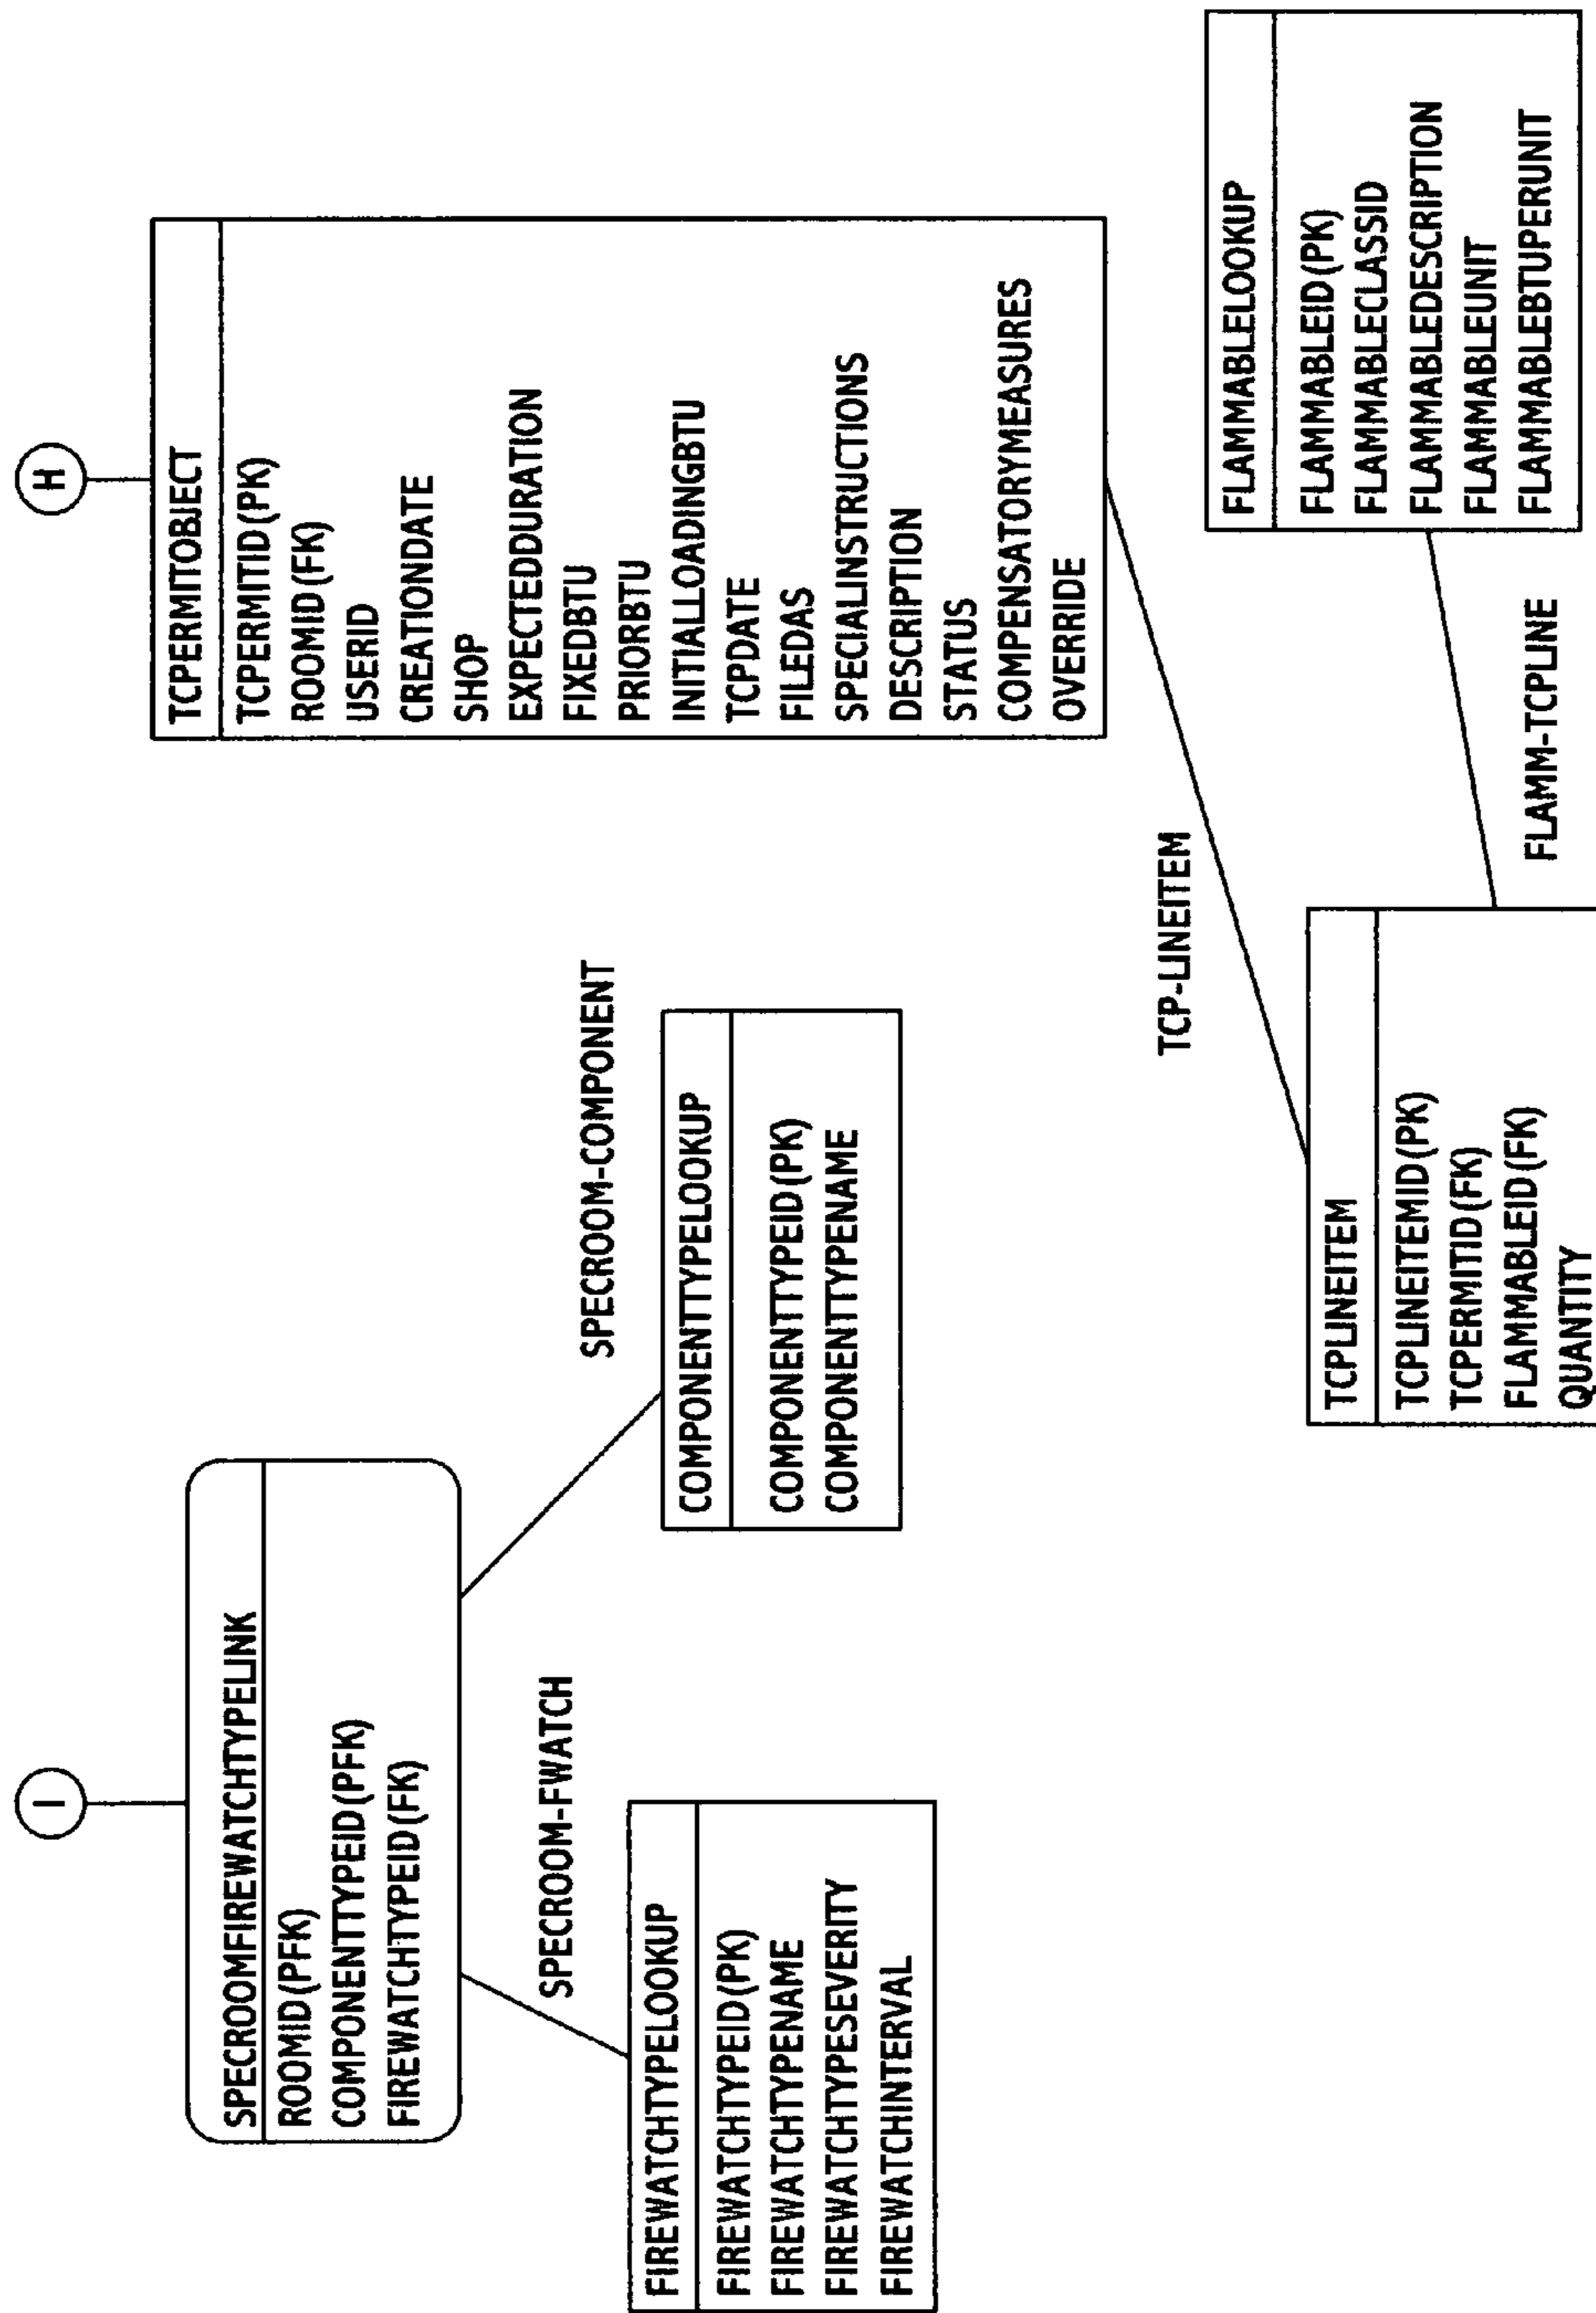 I
SPECROOMFIREWATCHTYPELINK
ROOMID(PFK)
COMPONENTTYPEID(PFK)
FIREWATCHTYPEID(FK)
SPECROOM-FWATCH
FIREWATCHTYPELOOKUP
FIREWATCHTYPEID(PK)
FIREWATCHTYPENAME
FIREWATCHTYPESEVERITY
FIREWATCHINTERVAL
SPECROOM-COMPONENT
COMPONENTTYPELOOKUP
COMPONENTTYPEID(PK)
COMPONENTTYPENAME
H
TCPERMITOBJECT
TCPERMITID(PK)
ROOMID(FK)
USERID
CREATIONDATE
SHOP
EXPECTEDDURATION
FIXEDBTU
PRIORBTU
INITIALLOADINGBTU
TCPDATE
FILEDAS
SPECIALINSTRUCTIONS
DESCRIPTION
STATUS
COMPENSATORYMEASURES
OVERRIDE
TCP-LINEITEM
TCPLINEITEM
TCPLINEITEMID(PK)
TCPERMITID(FK)
FLAMMABLEID(FK)
QUANTITY
FLAMM-TCPLINE
FLAMMABLELOOKUP
FLAMMABLEID(PK)
FLAMMABLECLASSID
FLAMMABLEDESCRIPTION
FLAMMABLEUNIT
FLAMMABLEBTUPERUNIT